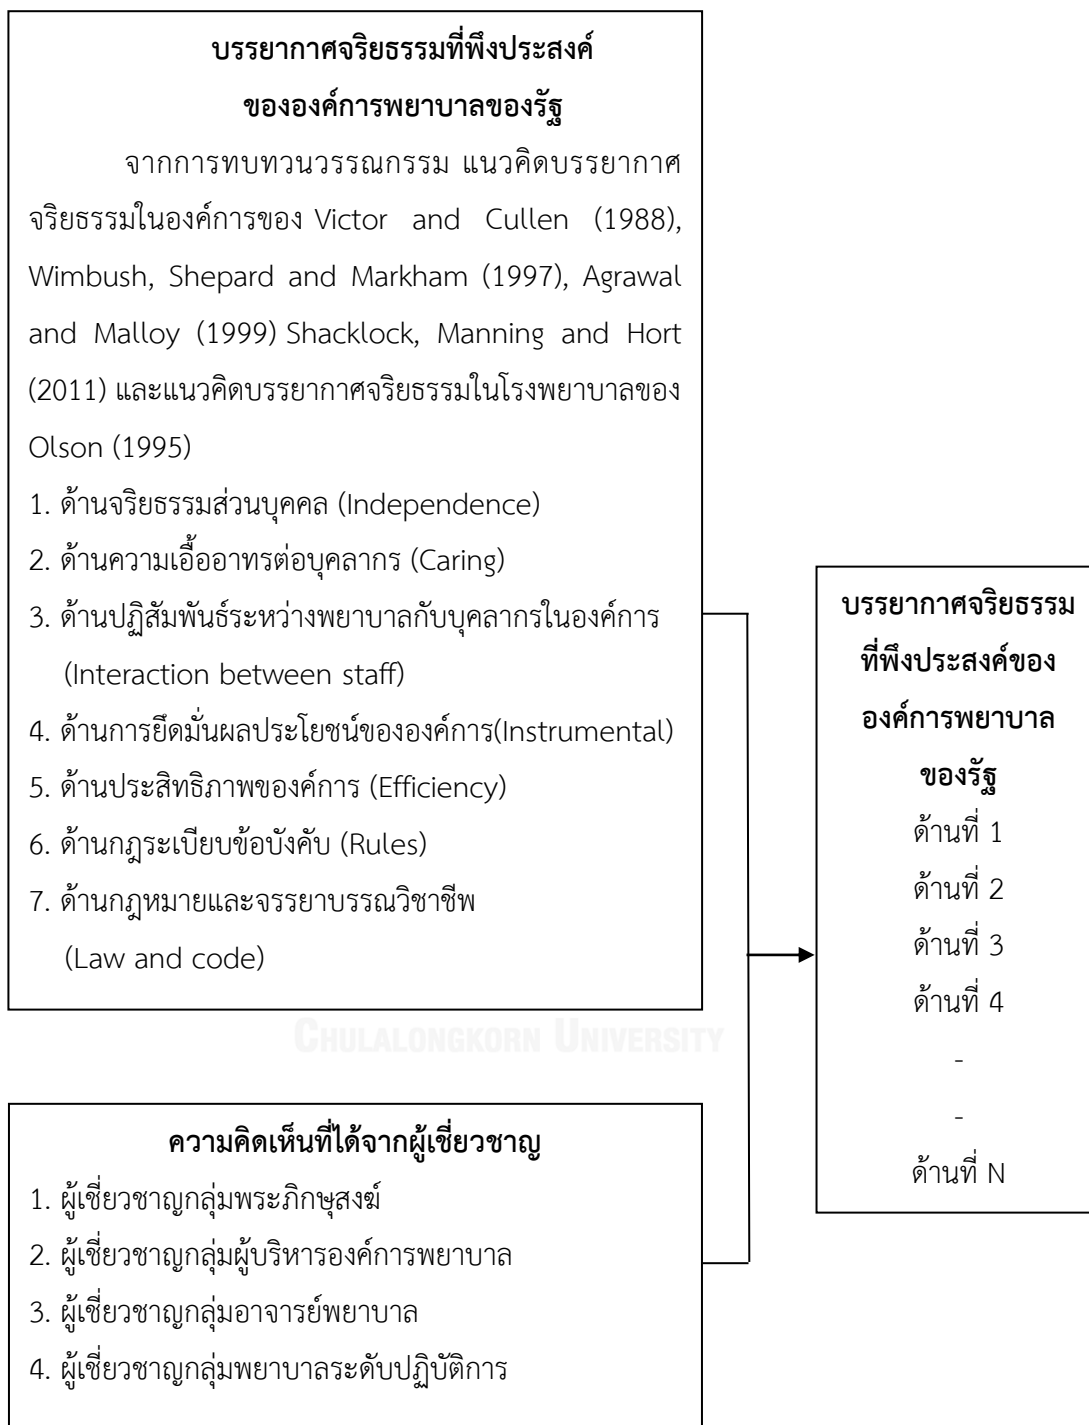 บรรยากาศจริยธรรมที่พึงประสงค์
ขององค์การพยาบาลของรัฐ
จากการทบทวนวรรณกรรม แนวคิดบรรยากาศ
จริยธรรมในองค์การของ Victor and Cullen (1988),
Wimbush, Shepard and Markham (1997), Agrawal
and Malloy (1999) Shacklock, Manning and Hort
(2011) และแนวคิดบรรยากาศจริยธรรมในโรงพยาบาลของ
Olson (1995)
1. ด้านจริยธรรมส่วนบุคคล (Independence)
2. ด้านความเอื้ออาทรต่อบุคลากร (Caring)
3. ด้านปฏิสัมพันธ์ระหว่างพยาบาลกับบุคลากรในองค์การ
(Interaction between staff)
4. ด้านการยึดมั่นผลประโยชน์ขององค์การ(Instrumental)
5. ด้านประสิทธิภาพขององค์การ (Efficiency)
6. ด้านกฎระเบียบข้อบังคับ (Rules)
7. ด้านกฎหมายและจรรยาบรรณวิชาชีพ
(Law and code)
CHULALONGKORN UNIVERSITY
ความคิดเห็นที่ได้จากผู้เชี่ยวชาญ
1. ผู้เชี่ยวชาญกลุ่มพระภิกษุสงฆ์
2. ผู้เชี่ยวชาญกลุ่มผู้บริหารองค์การพยาบาล
3. ผู้เชี่ยวชาญกลุ่มอาจารย์พยาบาล
4. ผู้เชี่ยวชาญกลุ่มพยาบาลระดับปฏิบัติการ
บรรยากาศจริยธรรม
ที่พึงประสงค์ของ
องค์การพยาบาล
ของรัฐ
ด้านที่ 1
ด้านที่ 2
ด้านที่ 3
ด้านที่ 4
-
-
ด้านที่ N